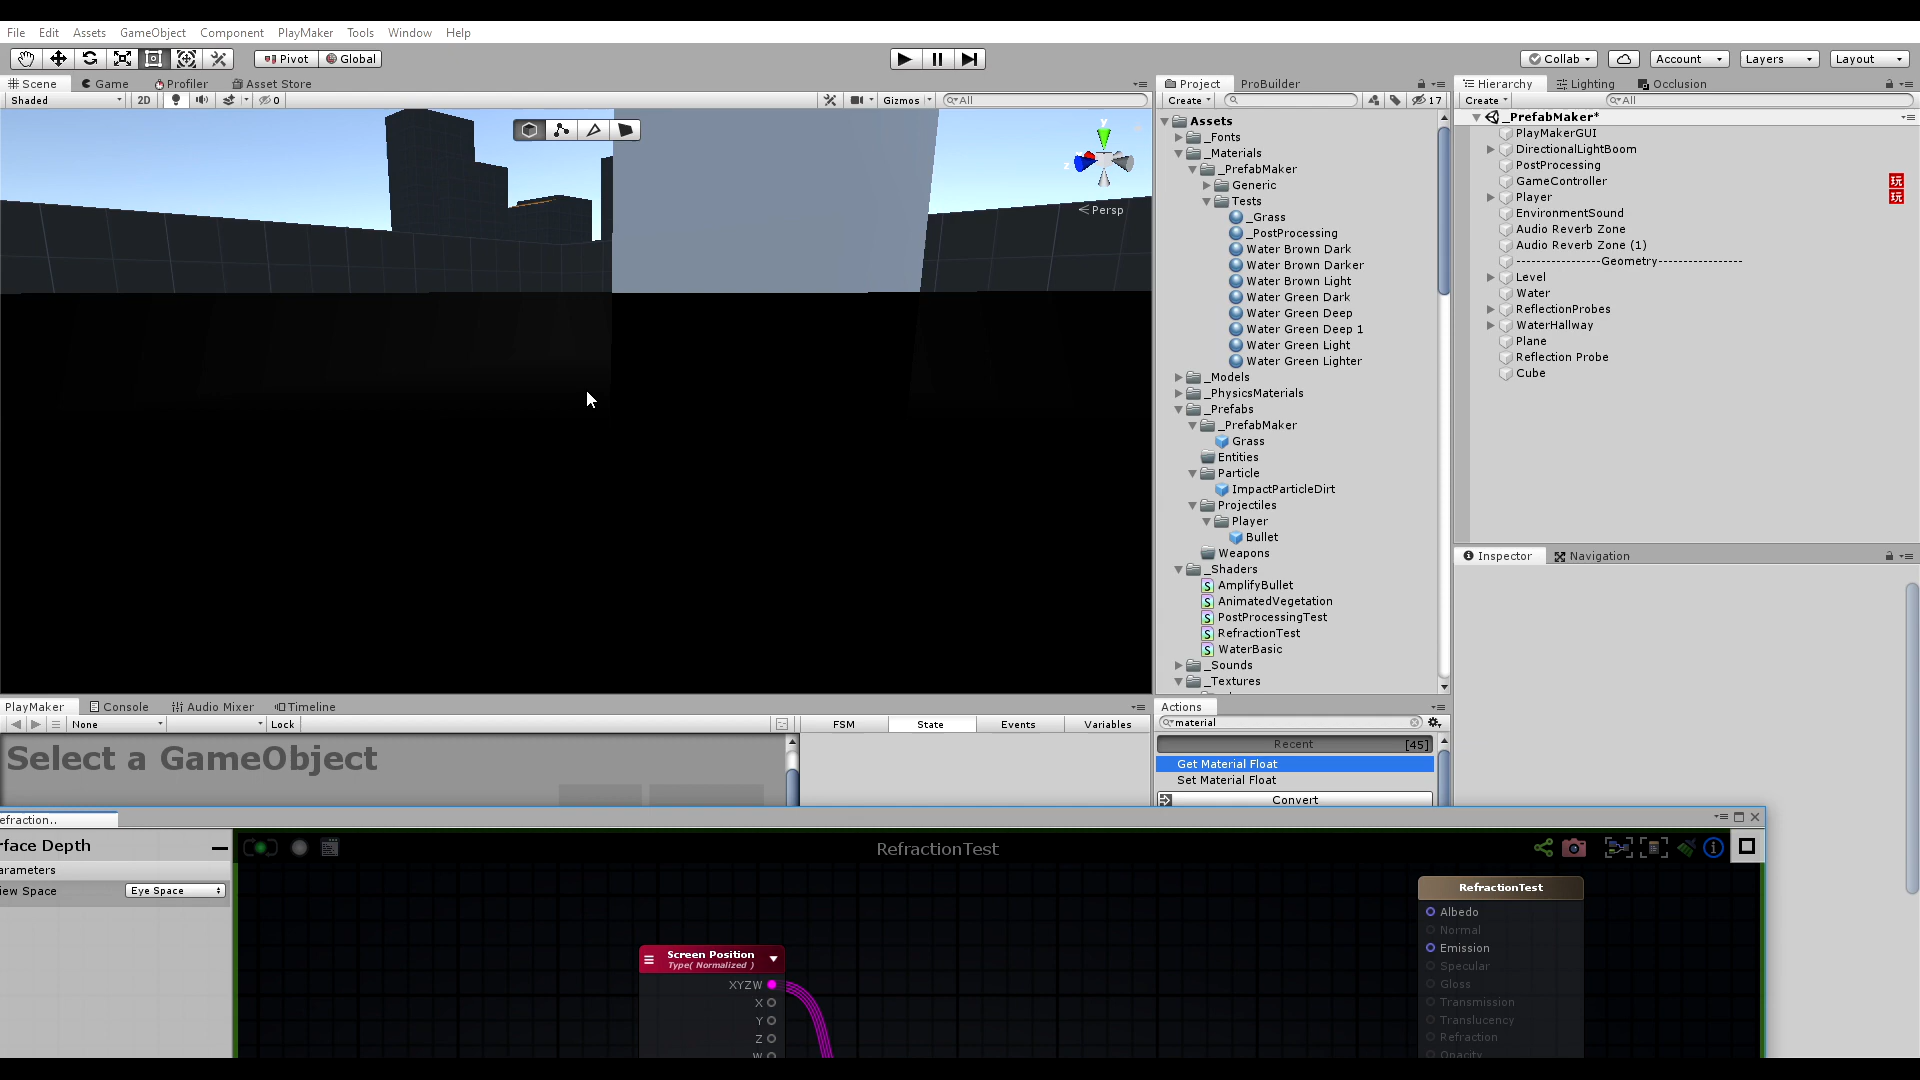 File Edit Assets GameObject Component PlayMaker Tools Window Help
Pivot Global Collab Account Layers Layout
Scene Game Profiler Asset Store
Shaded 2D 0 Gizmos All
y
z
Persp
Project ProBuilder
Create 17
Assets
_Fonts
_Materials
_PrefabMaker
Generic
Tests
_Grass
_PostProcessing
Water Brown Dark
Water Brown Darker
Water Brown Light
Water Green Dark
Water Green Deep
Water Green Deep 1
Water Green Light
Water Green Lighter
_Models
_PhysicsMaterials
_Prefabs
_PrefabMaker
Grass
Entities
Particle
ImpactParticleDirt
Projectiles
Player
Bullet
Weapons
_Shaders
AmplifyBullet
AnimatedVegetation
PostProcessingTest
RefractionTest
WaterBasic
_Sounds
_Textures
Hierarchy Lighting Occlusion
Create All
_PrefabMaker*
PlayMakerGUI
DirectionalLightBoom
PostProcessing
GameController
玩
Player
玩
EnvironmentSound
Audio Reverb Zone
Audio Reverb Zone (1)
-----------------Geometry-----------------
Level
Water
ReflectionProbes
WaterHallway
Plane
Reflection Probe
Cube
Inspector Navigation
PlayMaker Console Audio Mixer Timeline
None Lock FSM State Events Variables
Select a GameObject
Actions
material
Recent [45]
Get Material Float
Set Material Float
Convert
efraction..
rface Depth
arameters
iew Space Eye Space
RefractionTest
Screen Position
Type( Normalized )
XYZW
X
Y
Z
W
RefractionTest
Albedo
Normal
Emission
Specular
Gloss
Transmission
Translucency
Refraction
Opacity